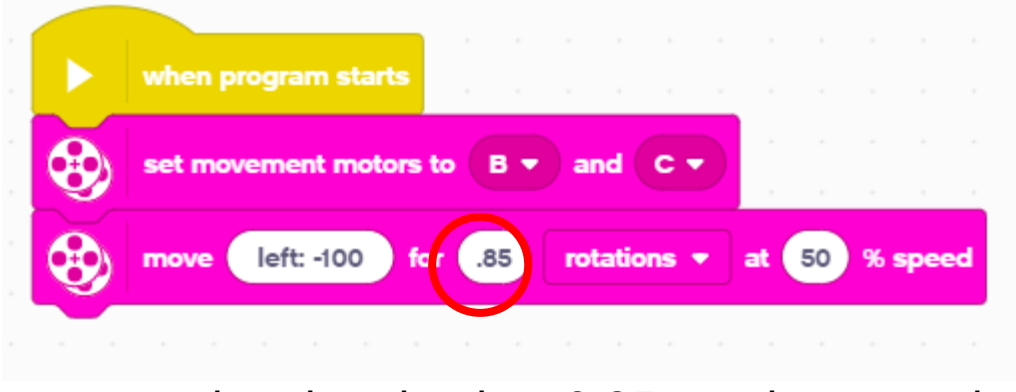 when program starts
set movement motors to B and C
move left: -100 for .85 rotations at 50 % speed